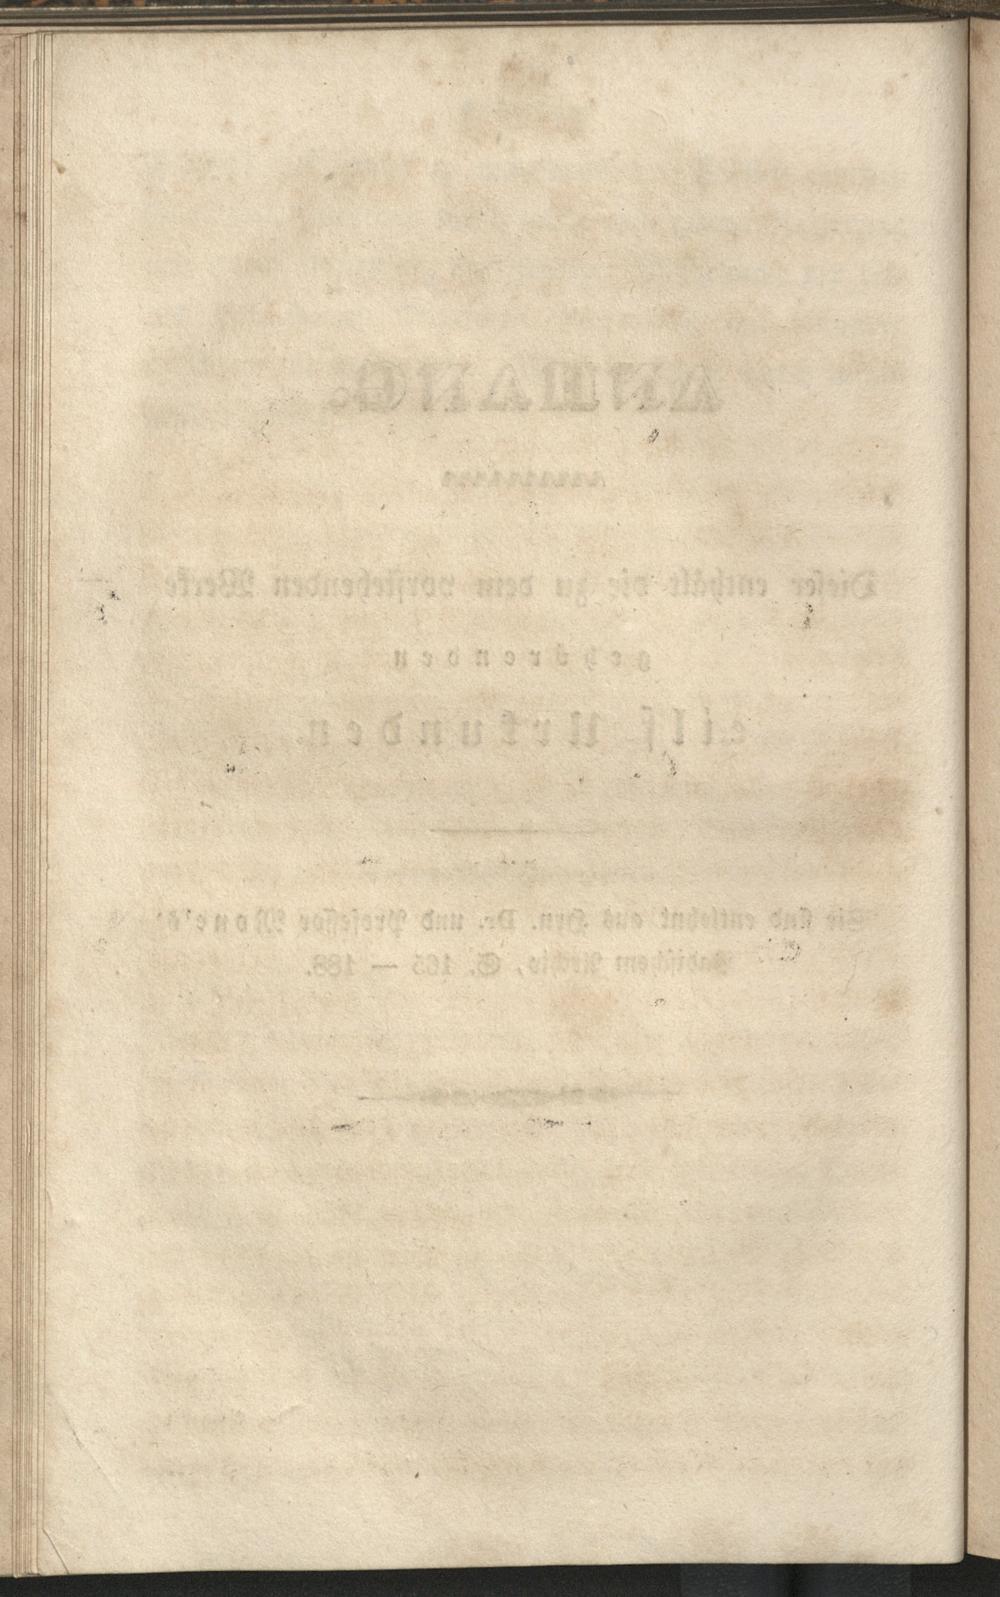 ANHANG.
Dieser enthält die zu dem vorstehenden Werke
gehörenden
eilf Urkunden.
Sie sind entlehnt aus Hrn. Dr. und Professor Mone's
Badischem Archiv, S. 165 — 188.